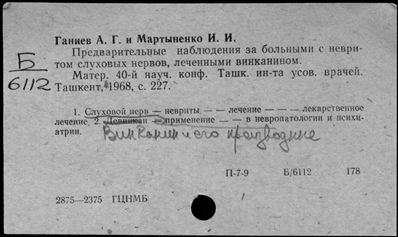 Ганиев А. Г. и Мартыненко И. И.
Предварительные наблюдения за больными с неври-
том слуховых нервов, леченными винканином.
Матер. 40-й науч. конф. Ташк. ин-та усов. врачей.
Ташкент, 1968, с. 227.
Б
6112
1. Слуховой нерв — невриты — — лечение — — — лекарственное
лечение. 2. Девинкан — применение — — в невропатологии и психи-
атрии.
Винканин и его производные
П-7-9 Б/6112 178
2875—2375 ГЦНМБ